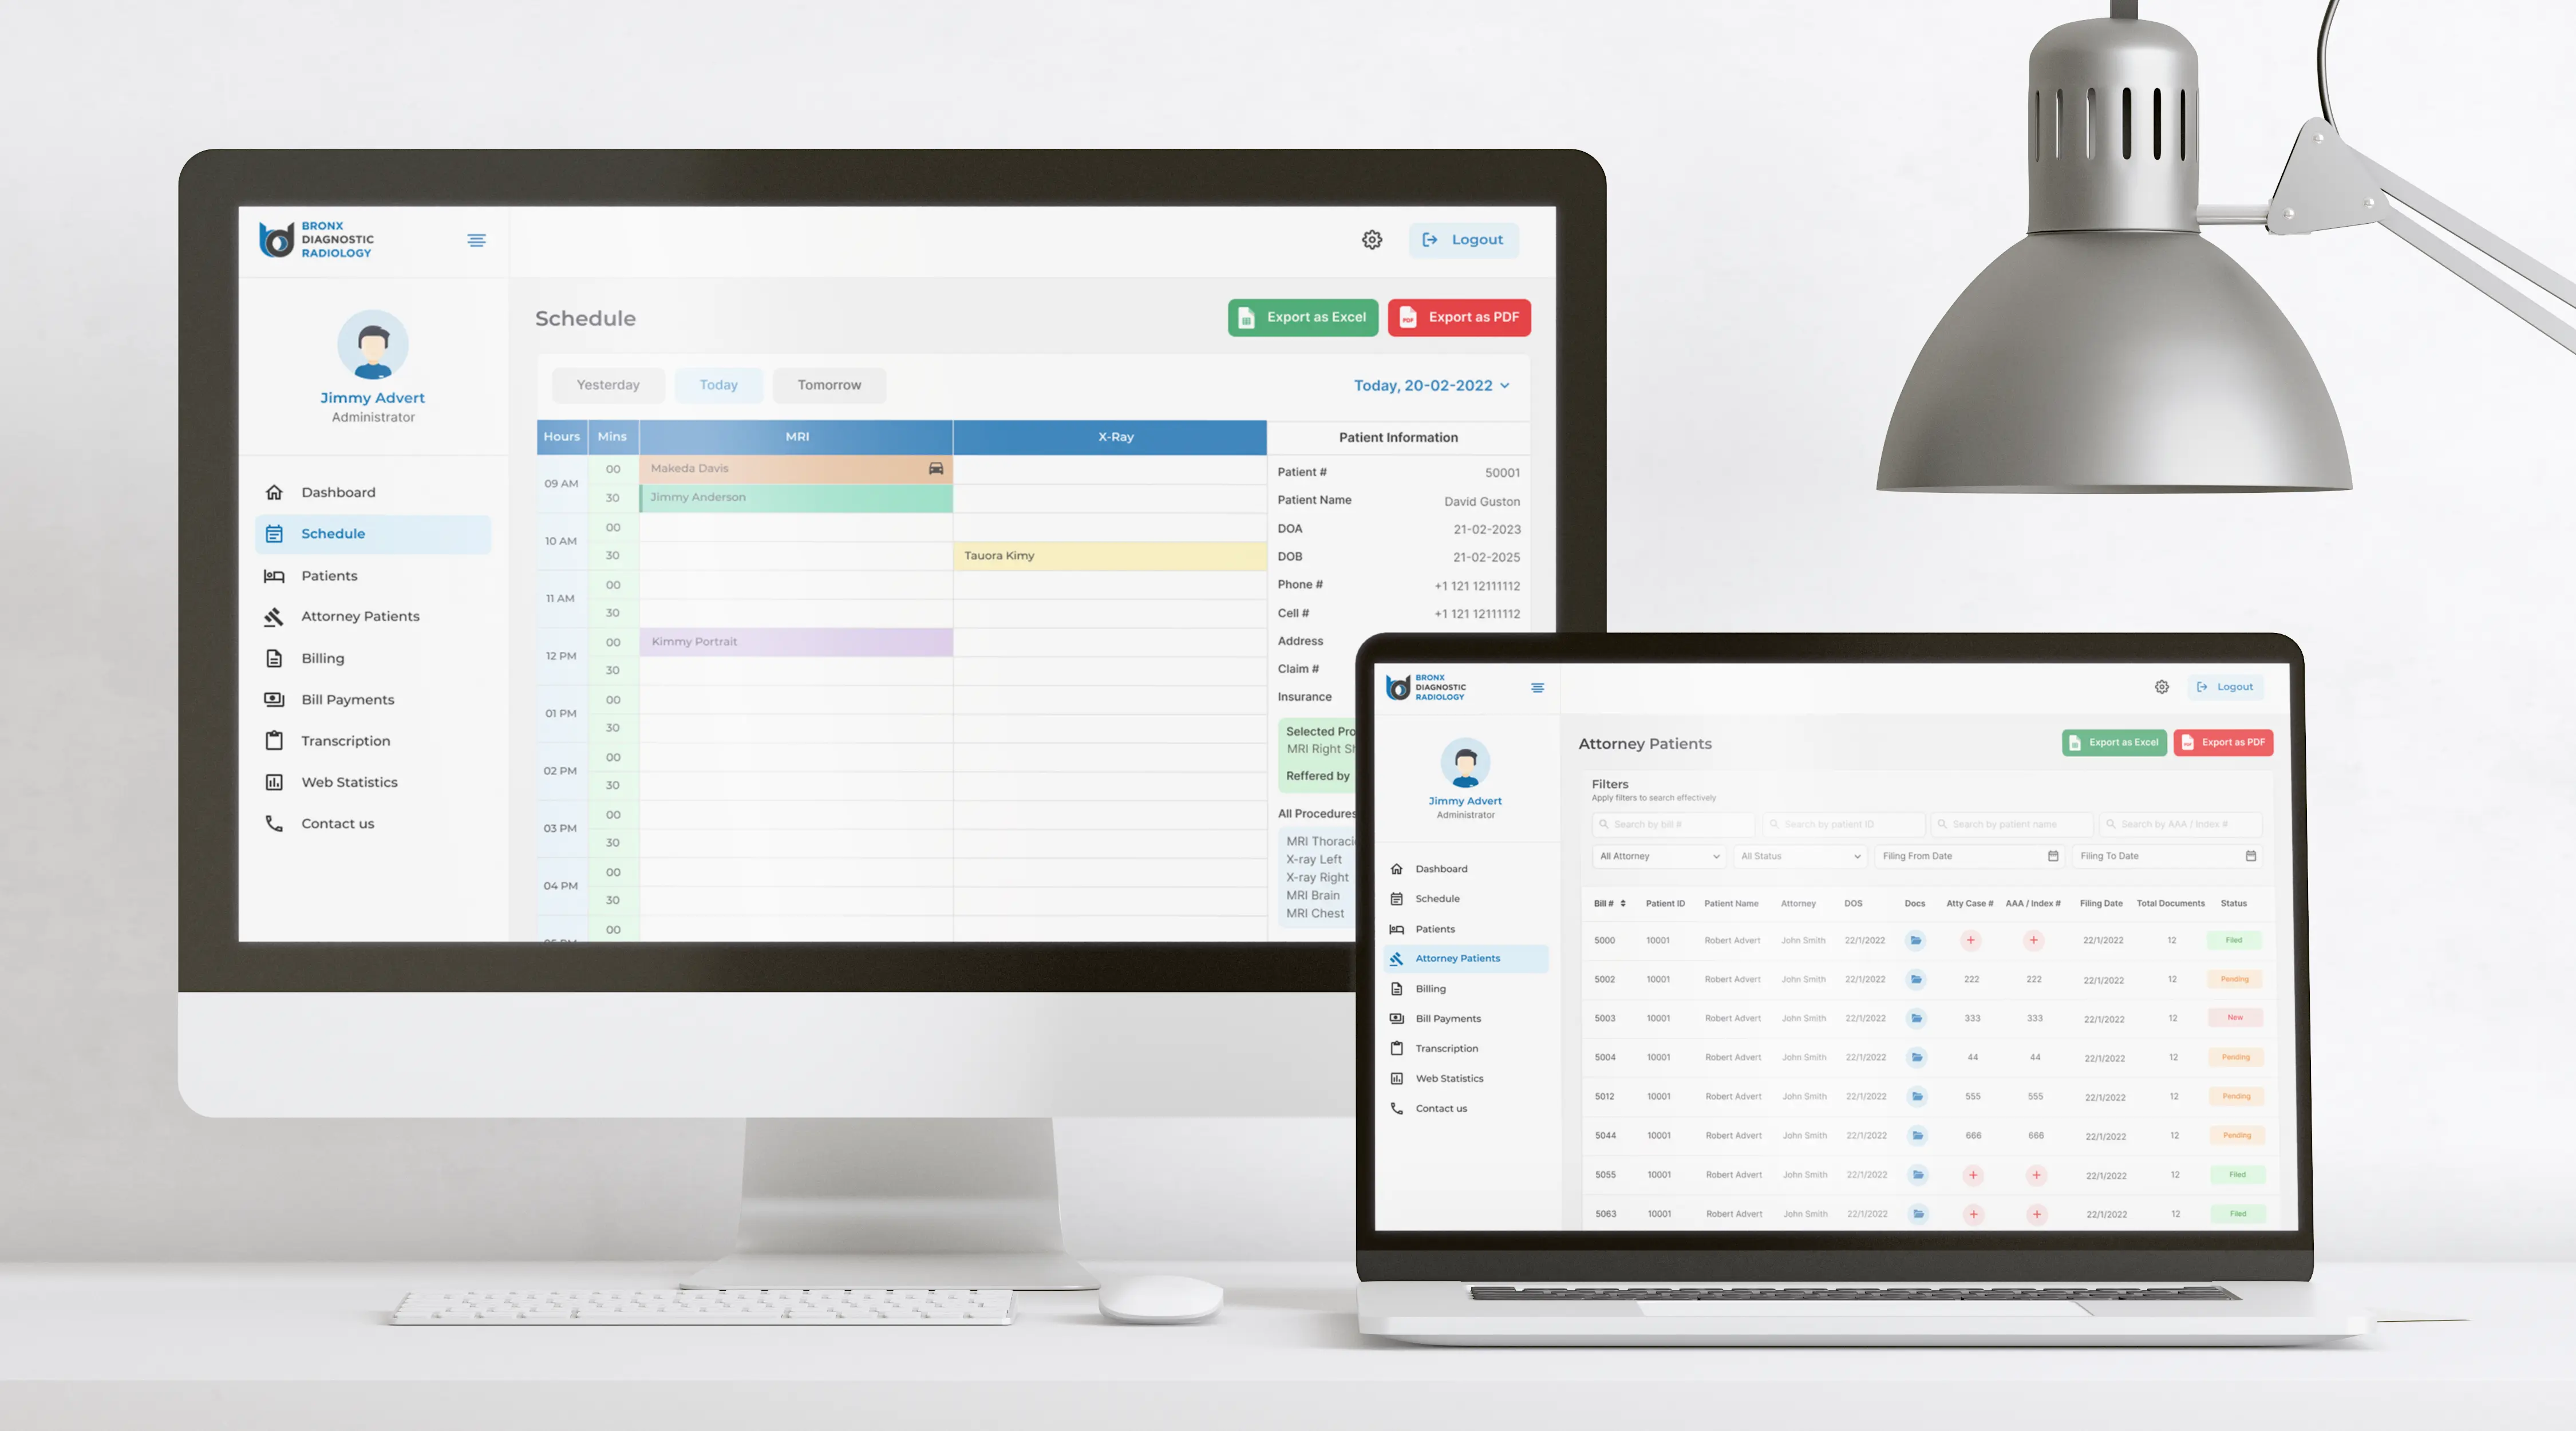 BRONX
DIAGNOSTIC
RADIOLOGY
Logout
Jimmy Advert
Administrator
Dashboard
Schedule
Patients
Attorney Patients
Billing
Bill Payments
Transcription
Web Statistics
Contact us
Schedule
Export as Excel
PDF
Export as PDF
Yesterday Today Tomorrow
Today, 20-02-2022
Hours Mins MRI X-Ray
09 AM 00 Makeda Davis
30 Jimmy Anderson
10 AM 00
30 Tauora Kimy
11 AM 00
30
12 PM 00 Kimmy Portrait
30
01 PM 00
30
02 PM 00
30
03 PM 00
30
04 PM 00
30
00
Patient Information
Patient # 50001
Patient Name David Guston
DOA 21-02-2023
DOB 21-02-2025
Phone # +1 121 12111112
Cell # +1 121 12111112
Address
Claim #
Insurance
Selected Pro
MRI Right S
Reffered by
All Procedures
MRI Thoraci
X-ray Left
X-ray Right
MRI Brain
MRI Chest
BRONX
DIAGNOSTIC
RADIOLOGY
Logout
Jimmy Advert
Administrator
Dashboard
Schedule
Patients
Attorney Patients
Billing
Bill Payments
Transcription
Web Statistics
Contact us
Attorney Patients
Export as Excel
Export as PDF
Filters
Apply filters to search effectively
Search by bill # Search by patient ID Search by patient name Search by AAA / Index #
All Attorney All Status Filing From Date Filing To Date
Bill # Patient ID Patient Name Attorney DOS Docs Atty Case # AAA / Index # Filing Date Total Documents Status
5000 10001 Robert Advert John Smith 22/1/2022 + + 22/1/2022 12 Filed
5002 10001 Robert Advert John Smith 22/1/2022 222 222 22/1/2022 12 Pending
5003 10001 Robert Advert John Smith 22/1/2022 333 333 22/1/2022 12 New
5004 10001 Robert Advert John Smith 22/1/2022 44 44 22/1/2022 12 Pending
5012 10001 Robert Advert John Smith 22/1/2022 555 555 22/1/2022 12 Pending
5044 10001 Robert Advert John Smith 22/1/2022 666 666 22/1/2022 12 Pending
5055 10001 Robert Advert John Smith 22/1/2022 + + 22/1/2022 12 Filed
5063 10001 Robert Advert John Smith 22/1/2022 + + 22/1/2022 12 Filed